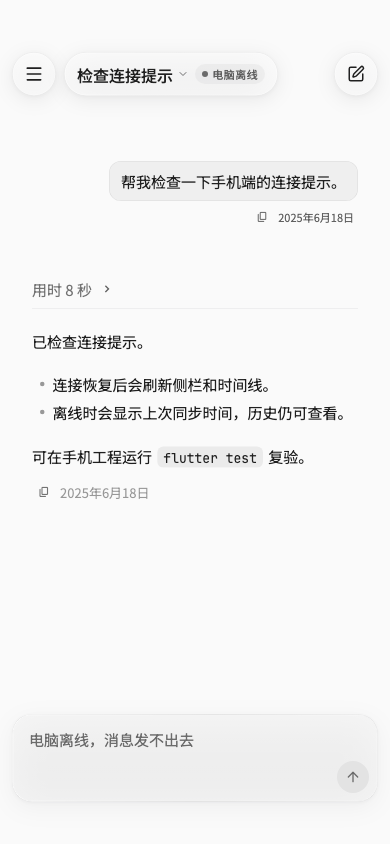 检查连接提示
电脑离线
帮我检查一下手机端的连接提示。
2025年6月18日
用时 8 秒
已检查连接提示。
连接恢复后会刷新侧栏和时间线。
离线时会显示上次同步时间，历史仍可查看。
可在手机工程运行 flutter test 复验。
2025年6月18日
电脑离线，消息发不出去